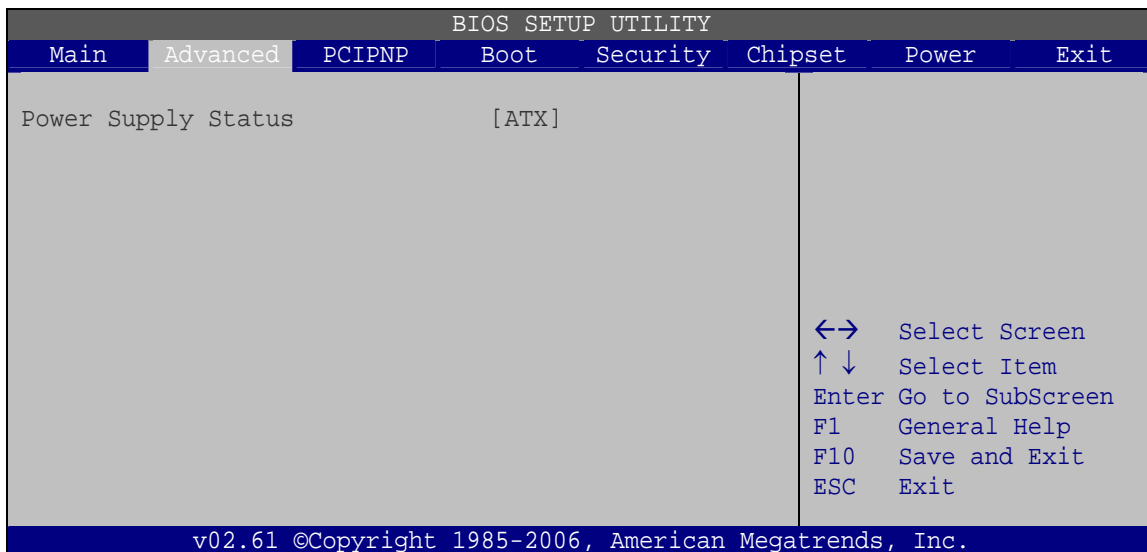 BIOS SETUP UTILITY
Main Advanced PCIPNP Boot Security Chipset Power Exit
Power Supply Status [ATX]
←→ Select Screen
↑ ↓ Select Item
Enter Go to SubScreen
F1 General Help
F10 Save and Exit
ESC Exit
v02.61 ©Copyright 1985-2006, American Megatrends, Inc.